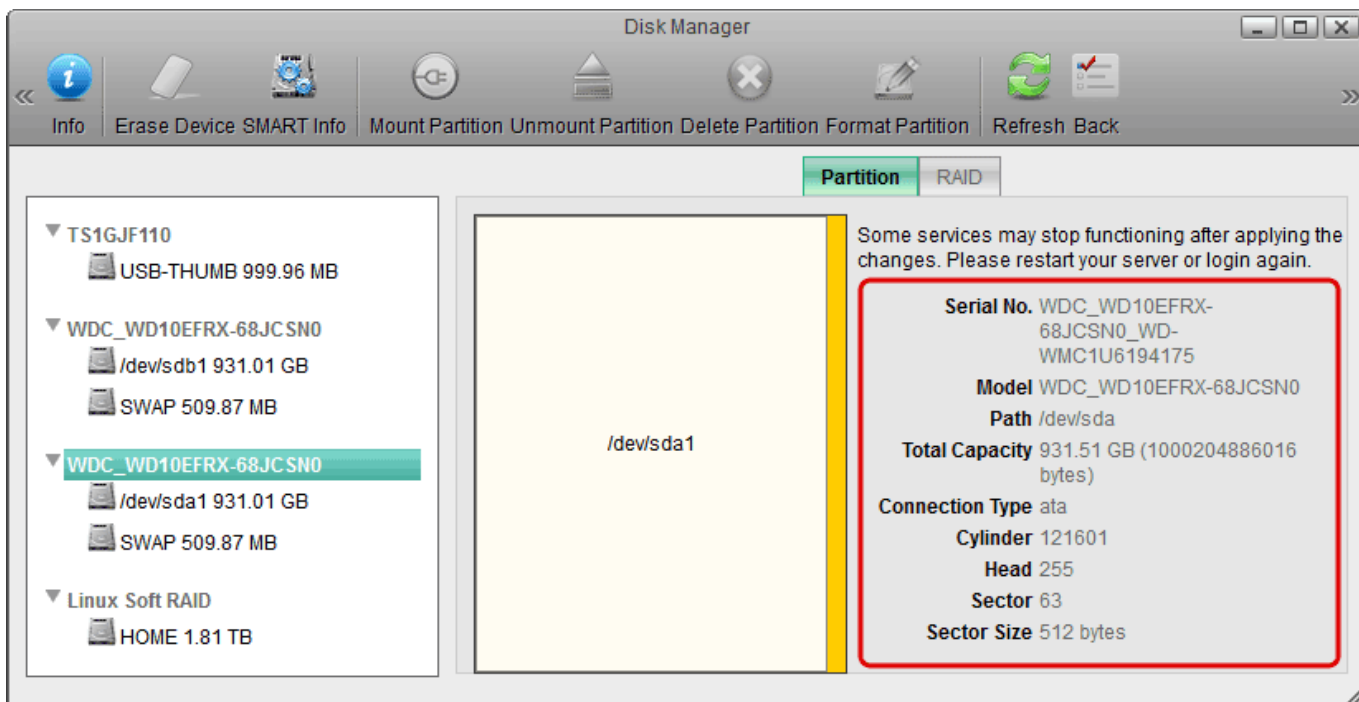 Disk Manager
Info
Erase Device
SMART Info
Mount Partition
Unmount Partition
Delete Partition
Format Partition
Refresh
Back
Partition
RAID
TS1GJF110
USB-THUMB 999.96 MB
WDC_WD10EFRX-68JCSN0
/dev/sdb1 931.01 GB
SWAP 509.87 MB
WDC_WD10EFRX-68JCSN0
/dev/sda1 931.01 GB
SWAP 509.87 MB
Linux Soft RAID
HOME 1.81 TB
/dev/sda1
Some services may stop functioning after applying the
changes. Please restart your server or login again.
Serial No. WDC_WD10EFRX-
68JCSN0_WD-
WMC1U6194175
Model WDC_WD10EFRX-68JCSN0
Path /dev/sda
Total Capacity 931.51 GB (1000204886016
bytes)
Connection Type ata
Cylinder 121601
Head 255
Sector 63
Sector Size 512 bytes